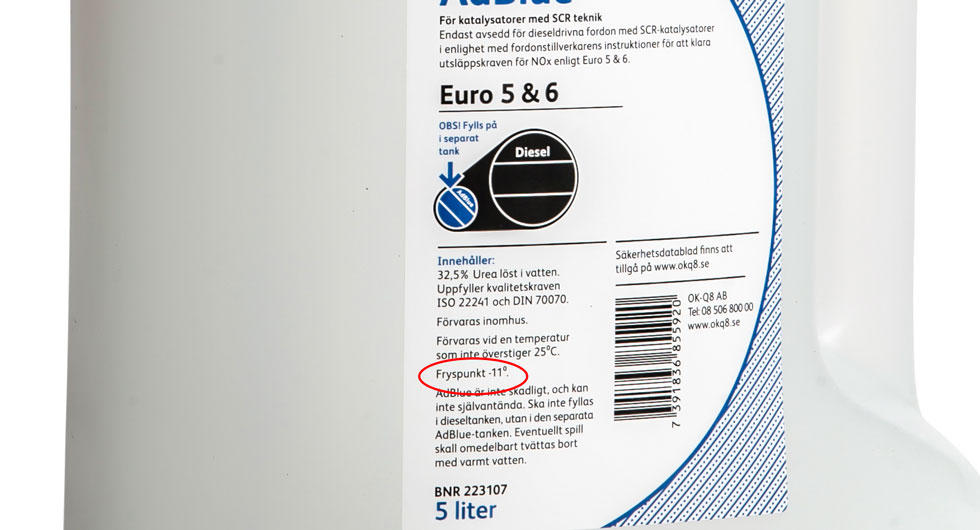 AdBlue
För katalysatorer med SCR teknik
Endast avsedd för dieseldrivna fordon med SCR-katalysatorer
i enlighet med fordonstillverkarens instruktioner för att klara
utsläppskraven för NOx enligt Euro 5 & 6.
Euro 5 & 6
OBS! Fylls på
i separat
tank
Diesel
AdBlue
Innehåller:
32,5% Urea löst i vatten.
Uppfyller kvalitetskraven
ISO 22241 och DIN 70070.
Förvaras inomhus.
Förvaras vid en temperatur
som inte överstiger 25°C.
Fryspunkt -11°.
AdBlue är inte skadligt, och kan
inte självantända. Ska inte fyllas
i dieseltanken, utan i den separata
AdBlue-tanken. Eventuellt spill
skall omedelbart tvättas bort
med varmt vatten.
BNR 223107
5 liter
Säkerhetsdatablad finns att
tillgå på www.okq8.se
7 391836 855920
OK-Q8 AB
Tel: 08 506 800 00
www.okq8.se